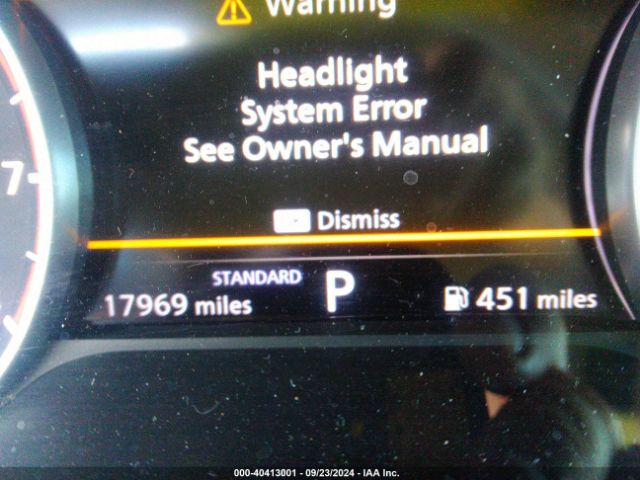 Warning
Headlight
System Error
See Owner's Manual
Dismiss
7
STANDARD
P
17969 miles
451 miles
000-40413001 - 09/23/2024 - IAA Inc.